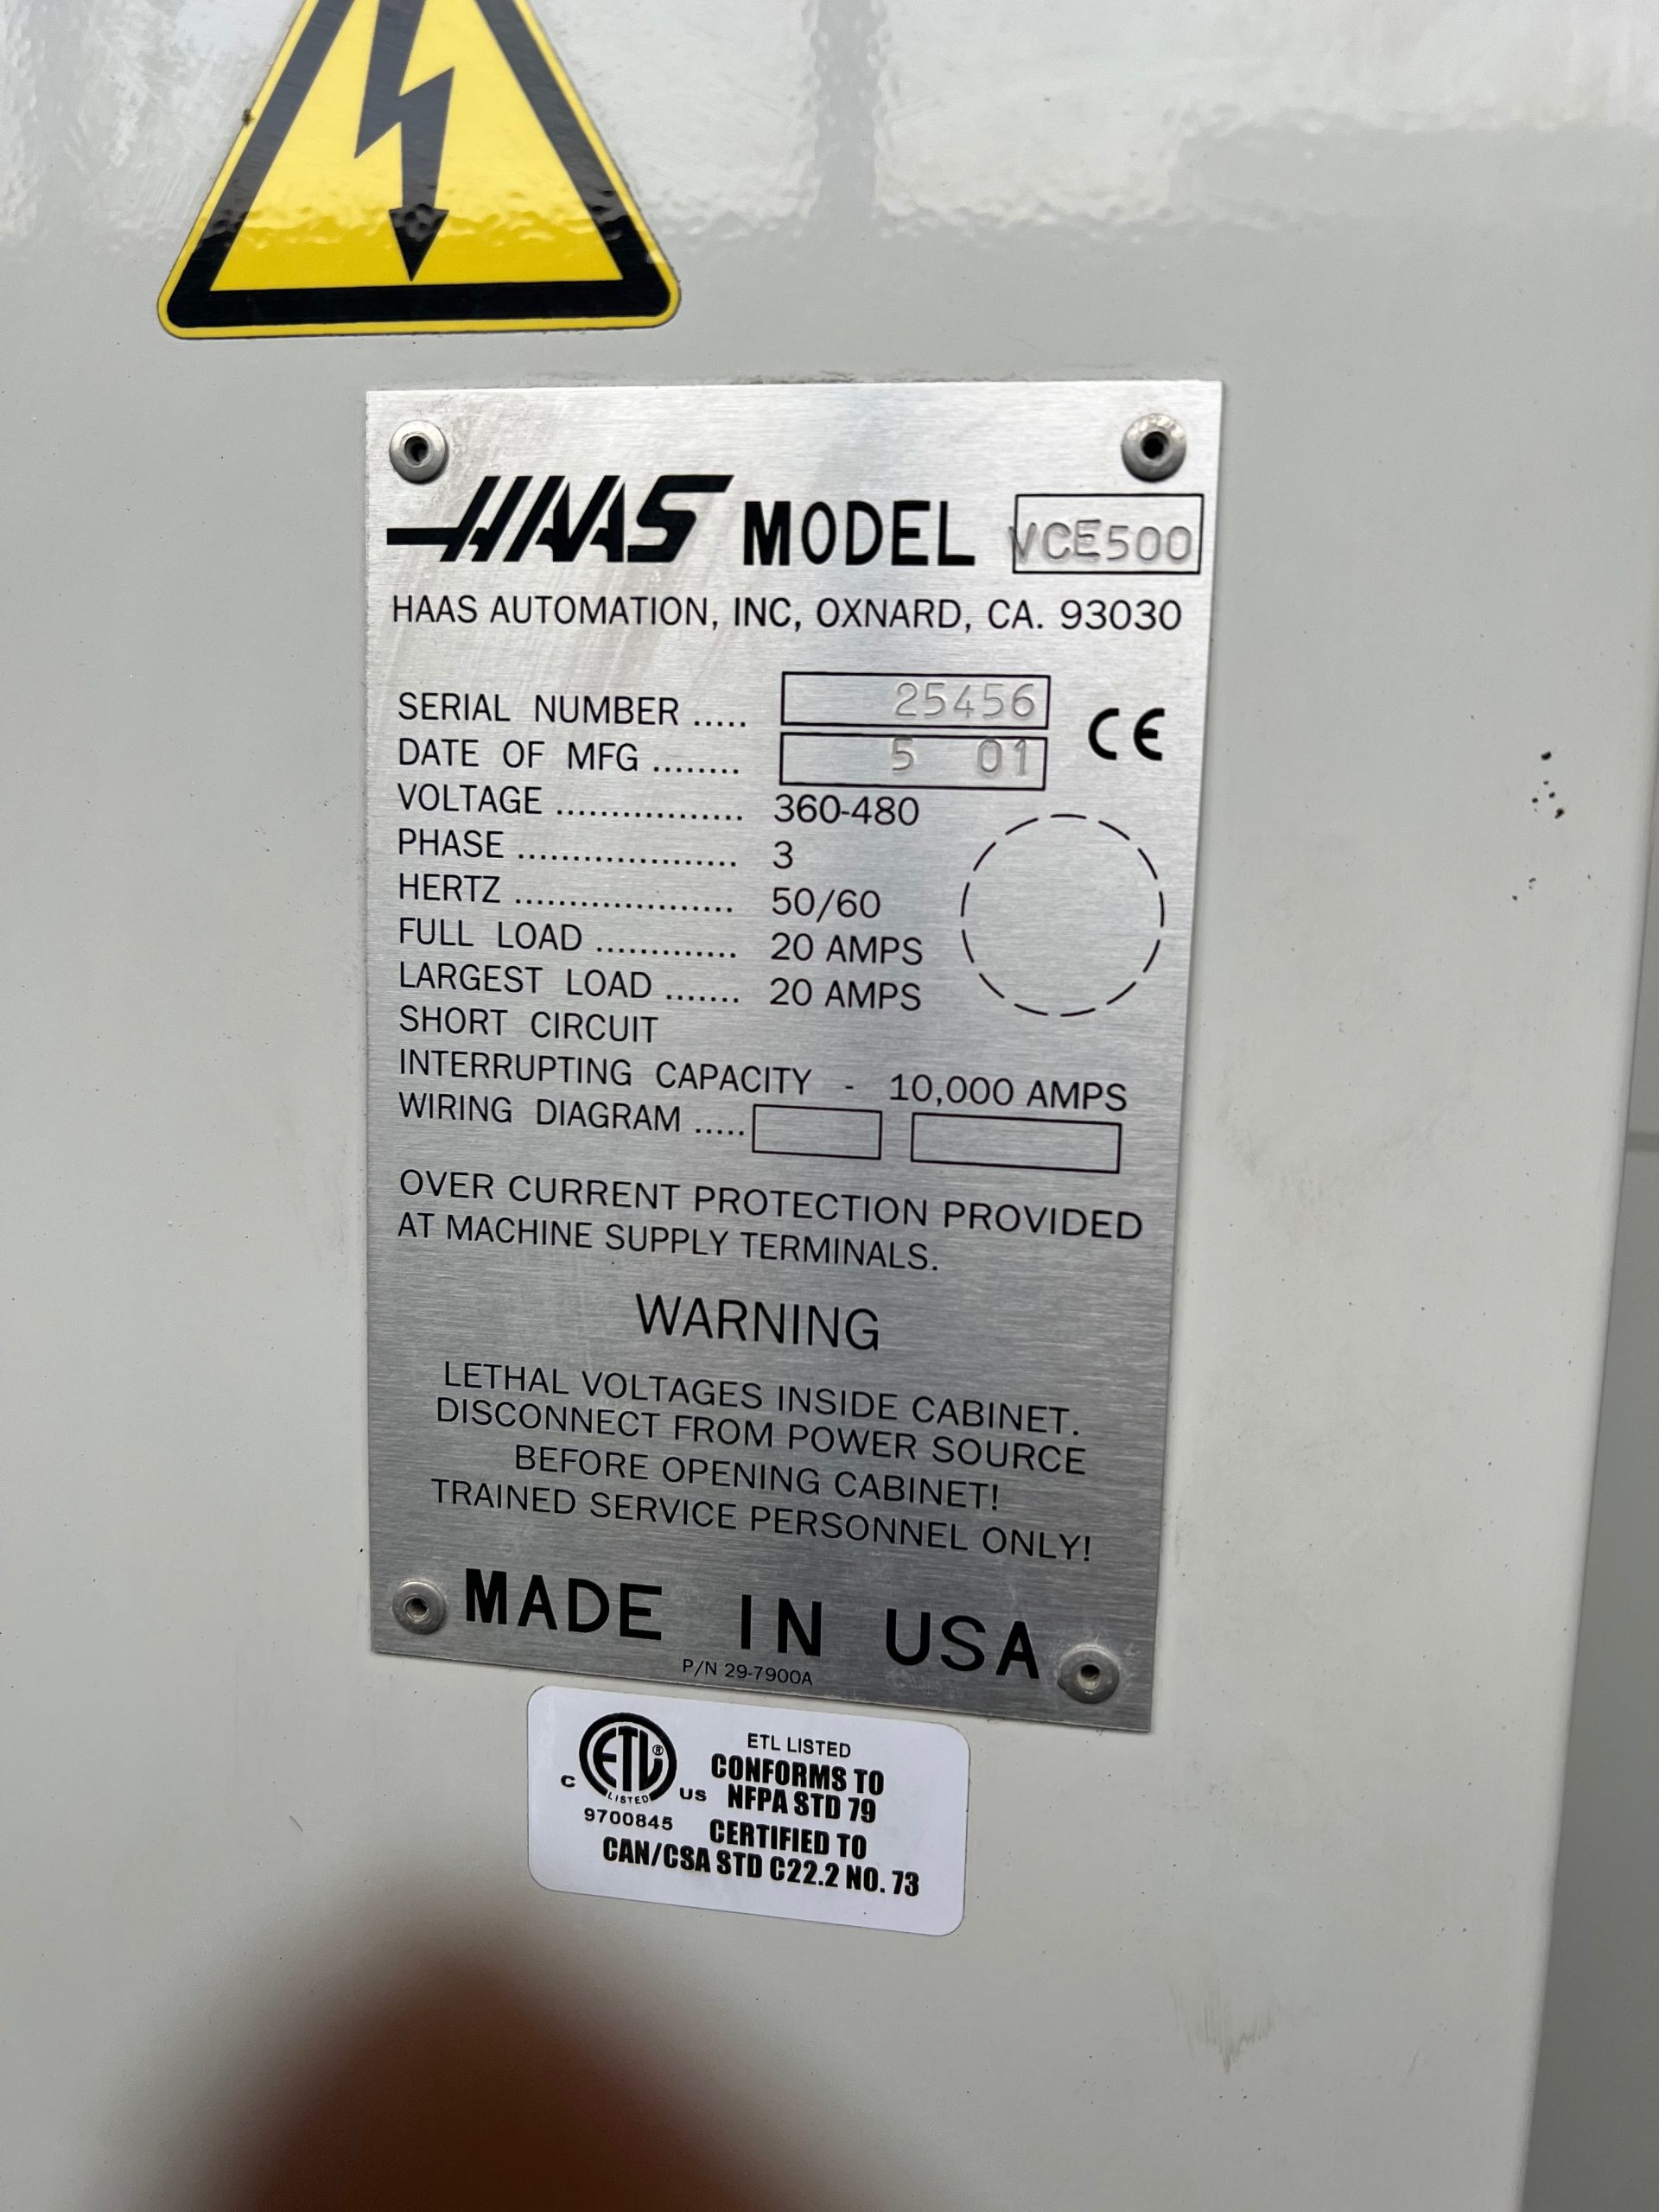 HAAS MODEL VCE500
HAAS AUTOMATION, INC, OXNARD, CA. 93030
SERIAL NUMBER ..... 25456
CE
DATE OF MFG ........ 5 01
VOLTAGE ................. 360-480
PHASE .................... 3
HERTZ .................... 50/60
FULL LOAD ............. 20 AMPS
LARGEST LOAD ....... 20 AMPS
SHORT CIRCUIT
INTERRUPTING CAPACITY - 10,000 AMPS
WIRING DIAGRAM .....
OVER CURRENT PROTECTION PROVIDED
AT MACHINE SUPPLY TERMINALS.
WARNING
LETHAL VOLTAGES INSIDE CABINET.
DISCONNECT FROM POWER SOURCE
BEFORE OPENING CABINET!
TRAINED SERVICE PERSONNEL ONLY!
MADE IN USA
P/N 29-7900A
C ETL® LISTED US
9700845
ETL LISTED
CONFORMS TO
NFPA STD 79
CERTIFIED TO
CAN/CSA STD C22.2 NO. 73